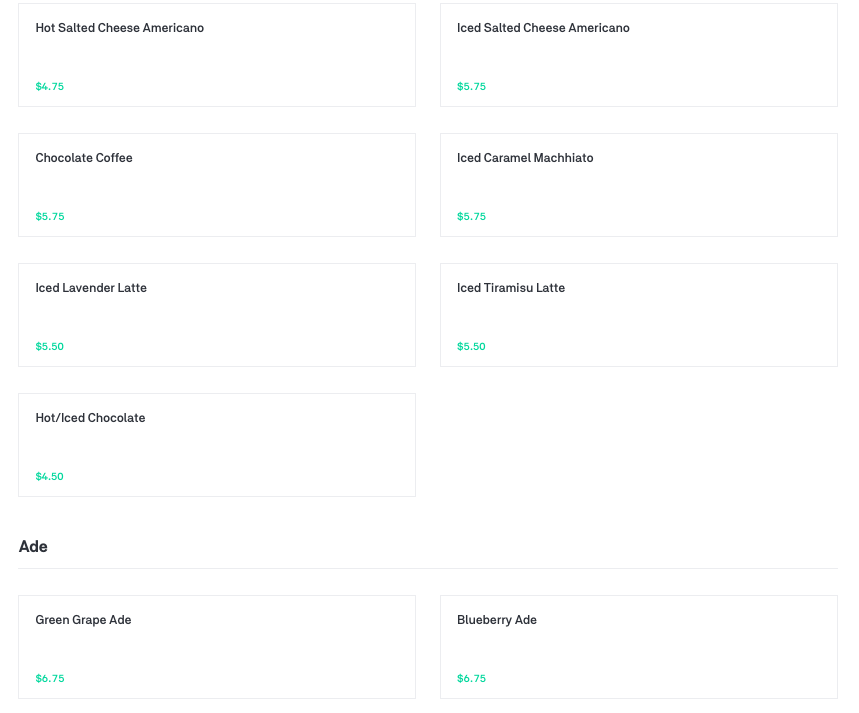 Hot Salted Cheese Americano
Iced Salted Cheese Americano
$4.75
$5.75
Chocolate Coffee
Iced Caramel Machhiato
$5.75
$5.75
Iced Lavender Latte
Iced Tiramisu Latte
$5.50
$5.50
Hot/Iced Chocolate
$4.50
Ade
Green Grape Ade
Blueberry Ade
$6.75
$6.75